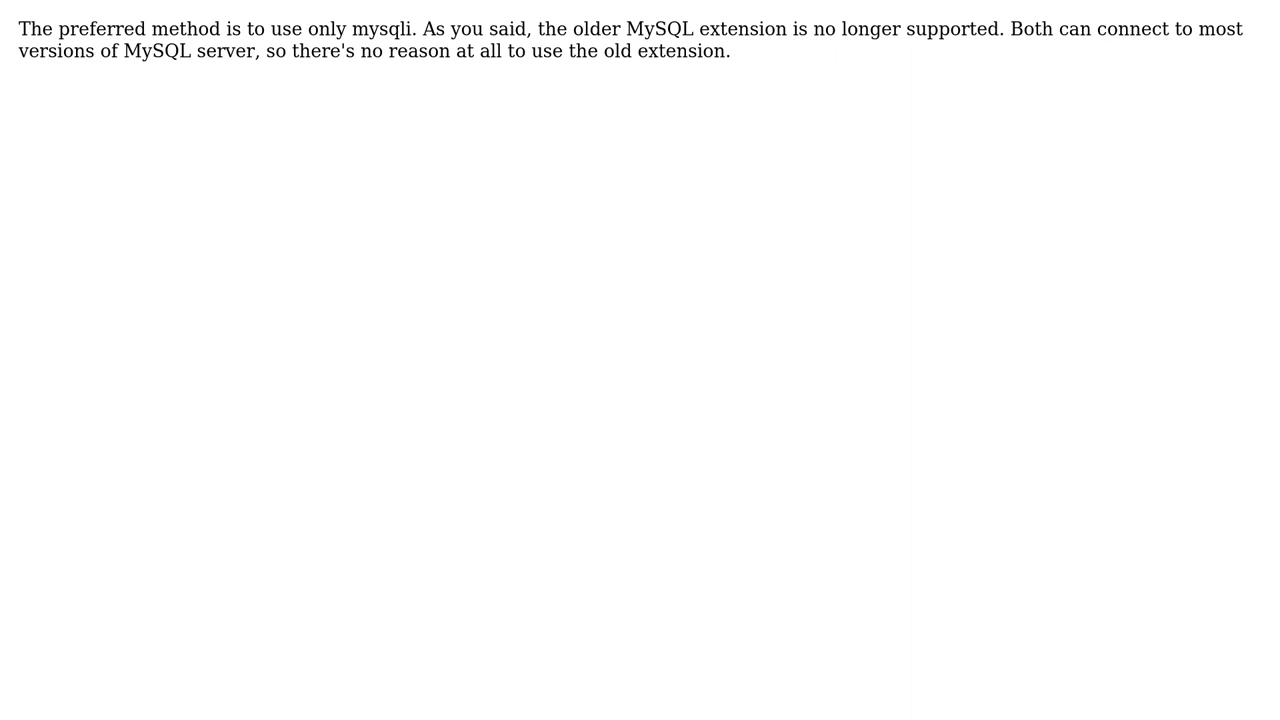 The preferred method is to use only mysqli. As you said, the older MySQL extension is no longer supported. Both can connect to most
versions of MySQL server, so there's no reason at all to use the old extension.